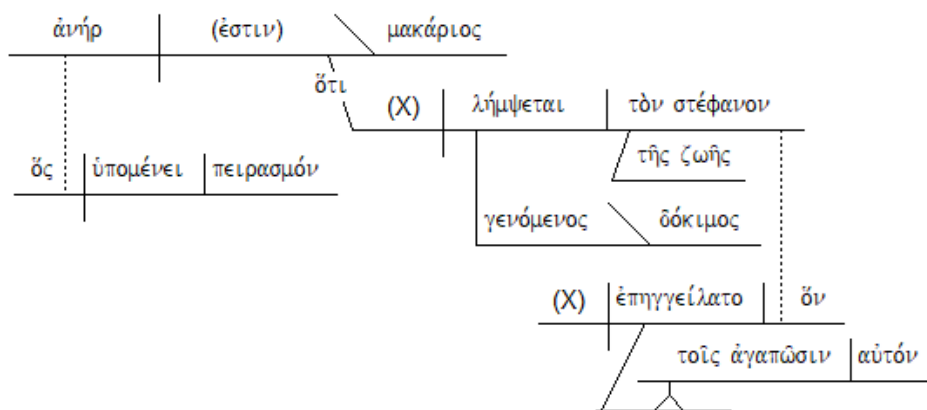 ἀνήρ (ἐστιν) μακάριος
ὅτι
(X) λήμψεται τὸν στέφανον
τῆς ζωῆς
ὅς ὑπομένει πειρασμόν
γενόμενος δόκιμος
(X) ἐπηγγείλατο ὅν
τοῖς ἀγαπῶσιν αὐτόν